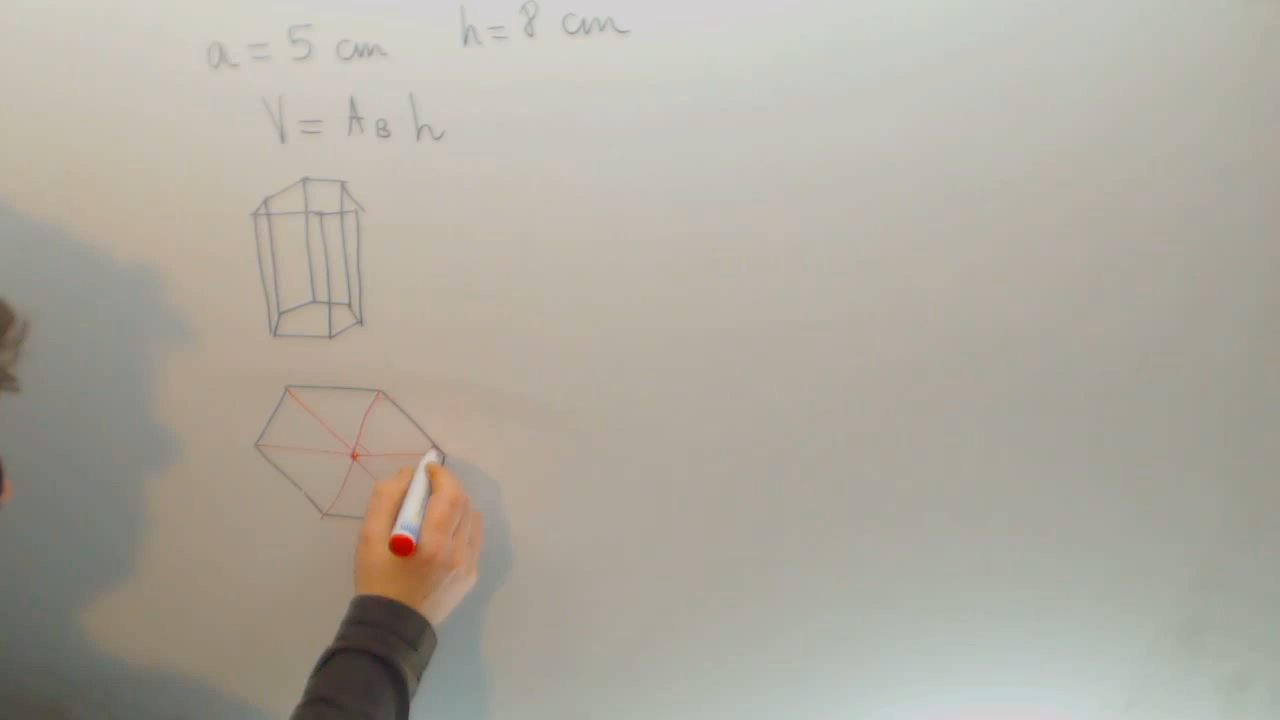 a = 5 cm h = 8 cm
V = A_B h